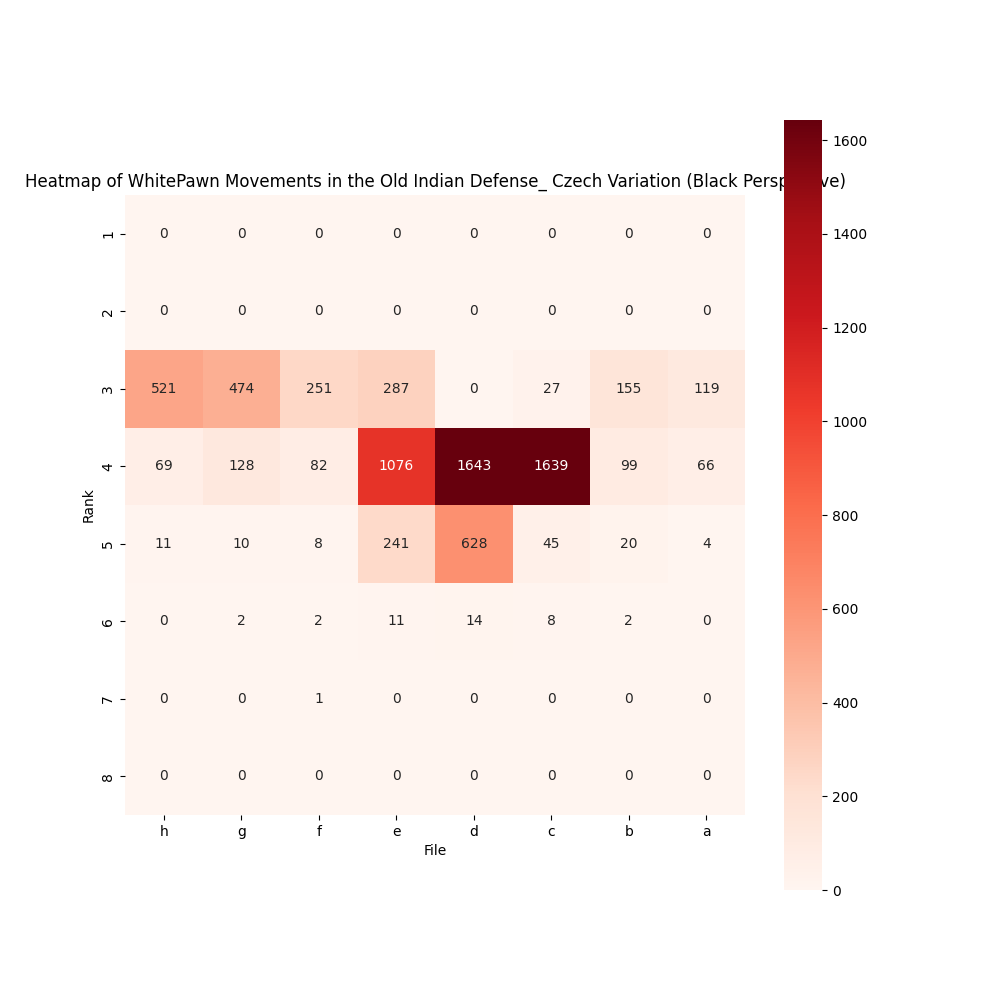 Heatmap of WhitePawn Movements in the Old Indian Defense_ Czech Variation (Black Persp ve)
1 0 0 0 0 0 0 0 0
2 0 0 0 0 0 0 0 0
3 521 474 251 287 0 27 155 119
4 69 128 82 1076 1643 1639 99 66
5 11 10 8 241 628 45 20 4
6 0 2 2 11 14 8 2 0
7 0 0 1 0 0 0 0 0
8 0 0 0 0 0 0 0 0
h g f e d c b a
File
Rank
1600
1400
1200
1000
800
600
400
200
0